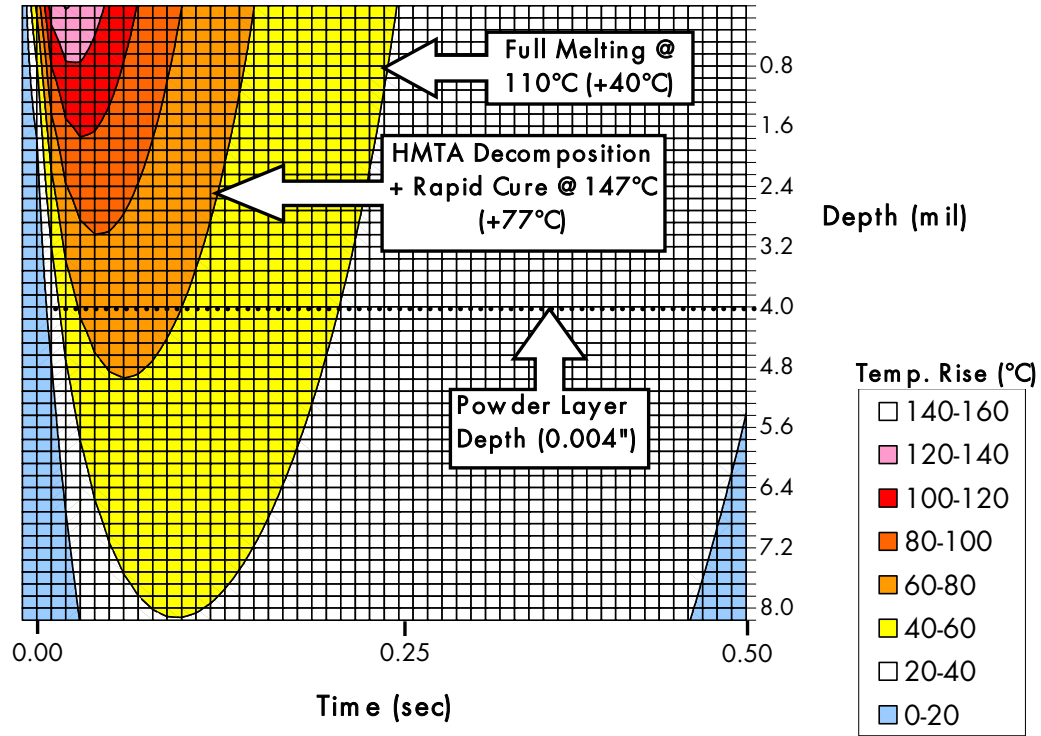 Full Melting @
110°C (+40°C)
0.8
1.6
HMTA Decomposition
+ Rapid Cure @ 147°C
(+77°C)
2.4
Depth (mil)
3.2
4.0
4.8
Temp. Rise (°C)
Powder Layer
Depth (0.004")
5.6
6.4
7.2
8.0
140-160
120-140
100-120
80-100
60-80
40-60
20-40
0-20
0.00
0.25
0.50
Time (sec)